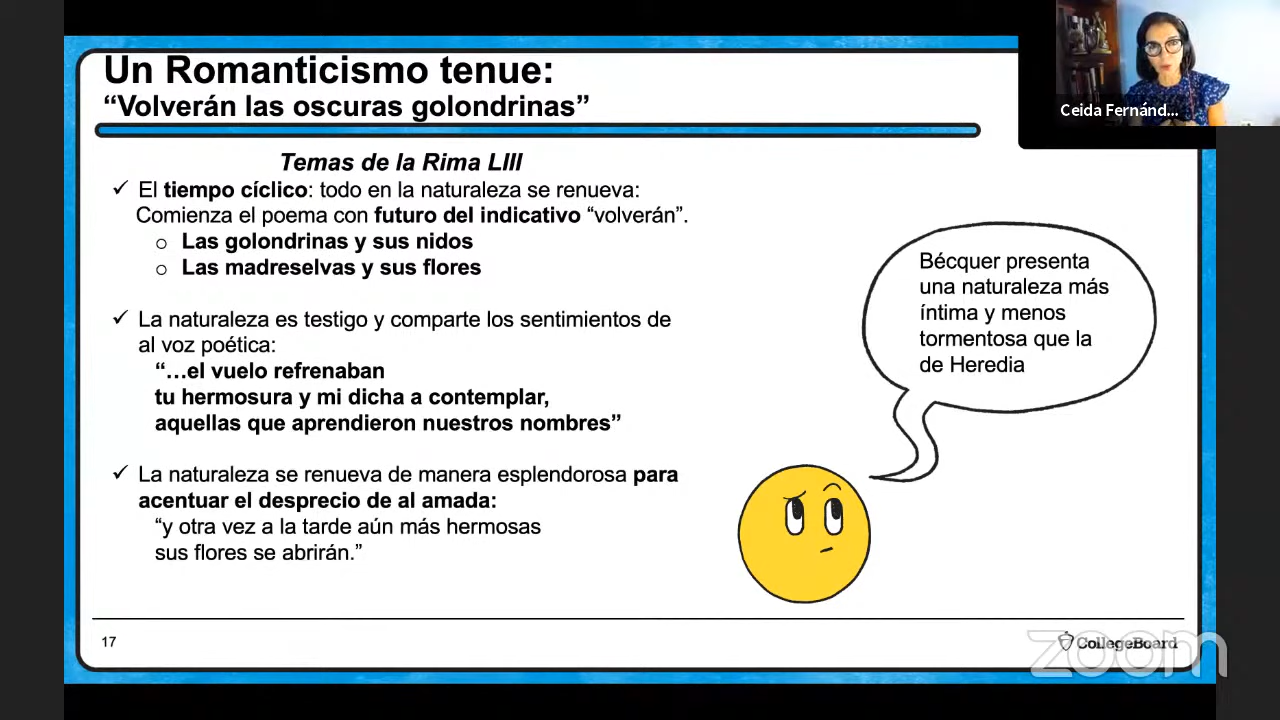 Un Romanticismo tenue:
“Volverán las oscuras golondrinas”
Ceida Fernánd...
Temas de la Rima LIII
✓ El tiempo cíclico: todo en la naturaleza se renueva:
Comienza el poema con futuro del indicativo “volverán”.
o Las golondrinas y sus nidos
o Las madreselvas y sus flores
✓ La naturaleza es testigo y comparte los sentimientos de
al voz poética:
“…el vuelo refrenaban
tu hermosura y mi dicha a contemplar,
aquellas que aprendieron nuestros nombres”
✓ La naturaleza se renueva de manera esplendorosa para
acentuar el desprecio de al amada:
“y otra vez a la tarde aún más hermosas
sus flores se abrirán.”
Bécquer presenta
una naturaleza más
íntima y menos
tormentosa que la
de Heredia
17
CollegeBoard
zoom